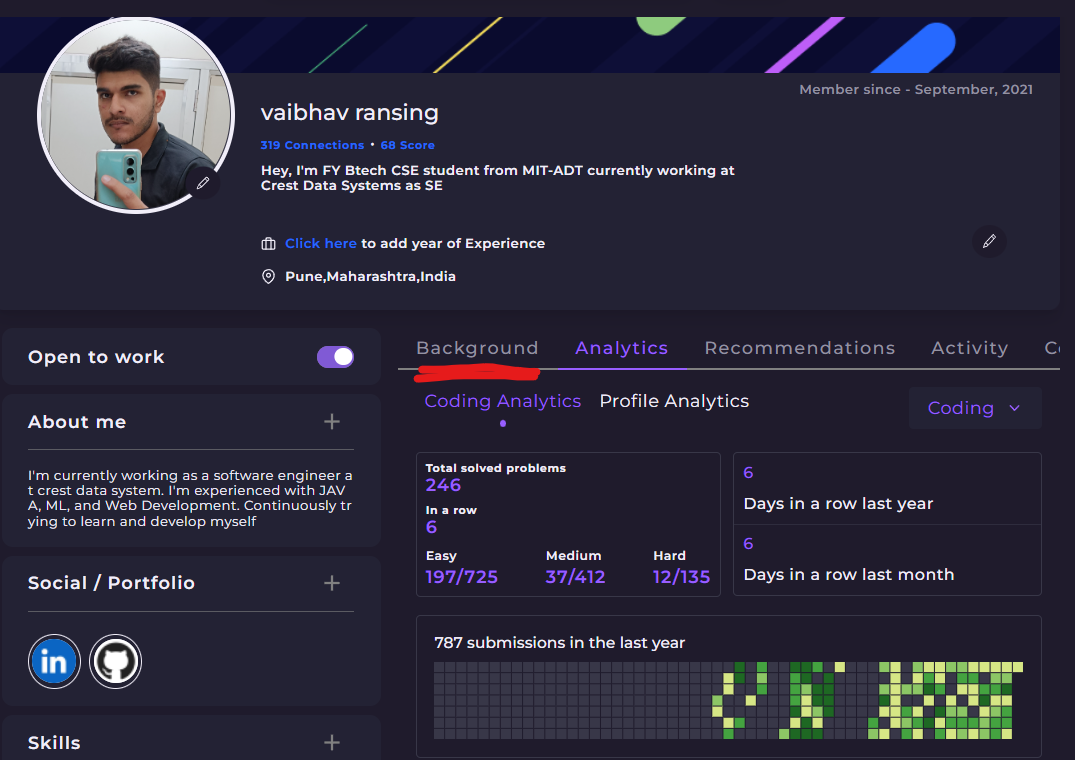 Member since - September, 2021
vaibhav ransing
319 Connections • 68 Score
Hey, I'm FY Btech CSE student from MIT-ADT currently working at
Crest Data Systems as SE
Click here to add year of Experience
Pune,Maharashtra,India
Open to work
About me
I'm currently working as a software engineer a
t crest data system. I'm experienced with JAV
A, ML, and Web Development. Continuously tr
ying to learn and develop myself
Social / Portfolio
in
Skills
Background Analytics Recommendations Activity
Coding Analytics Profile Analytics
Coding
Total solved problems
246
In a row
6
Easy Medium Hard
197/725 37/412 12/135
6
Days in a row last year
6
Days in a row last month
787 submissions in the last year